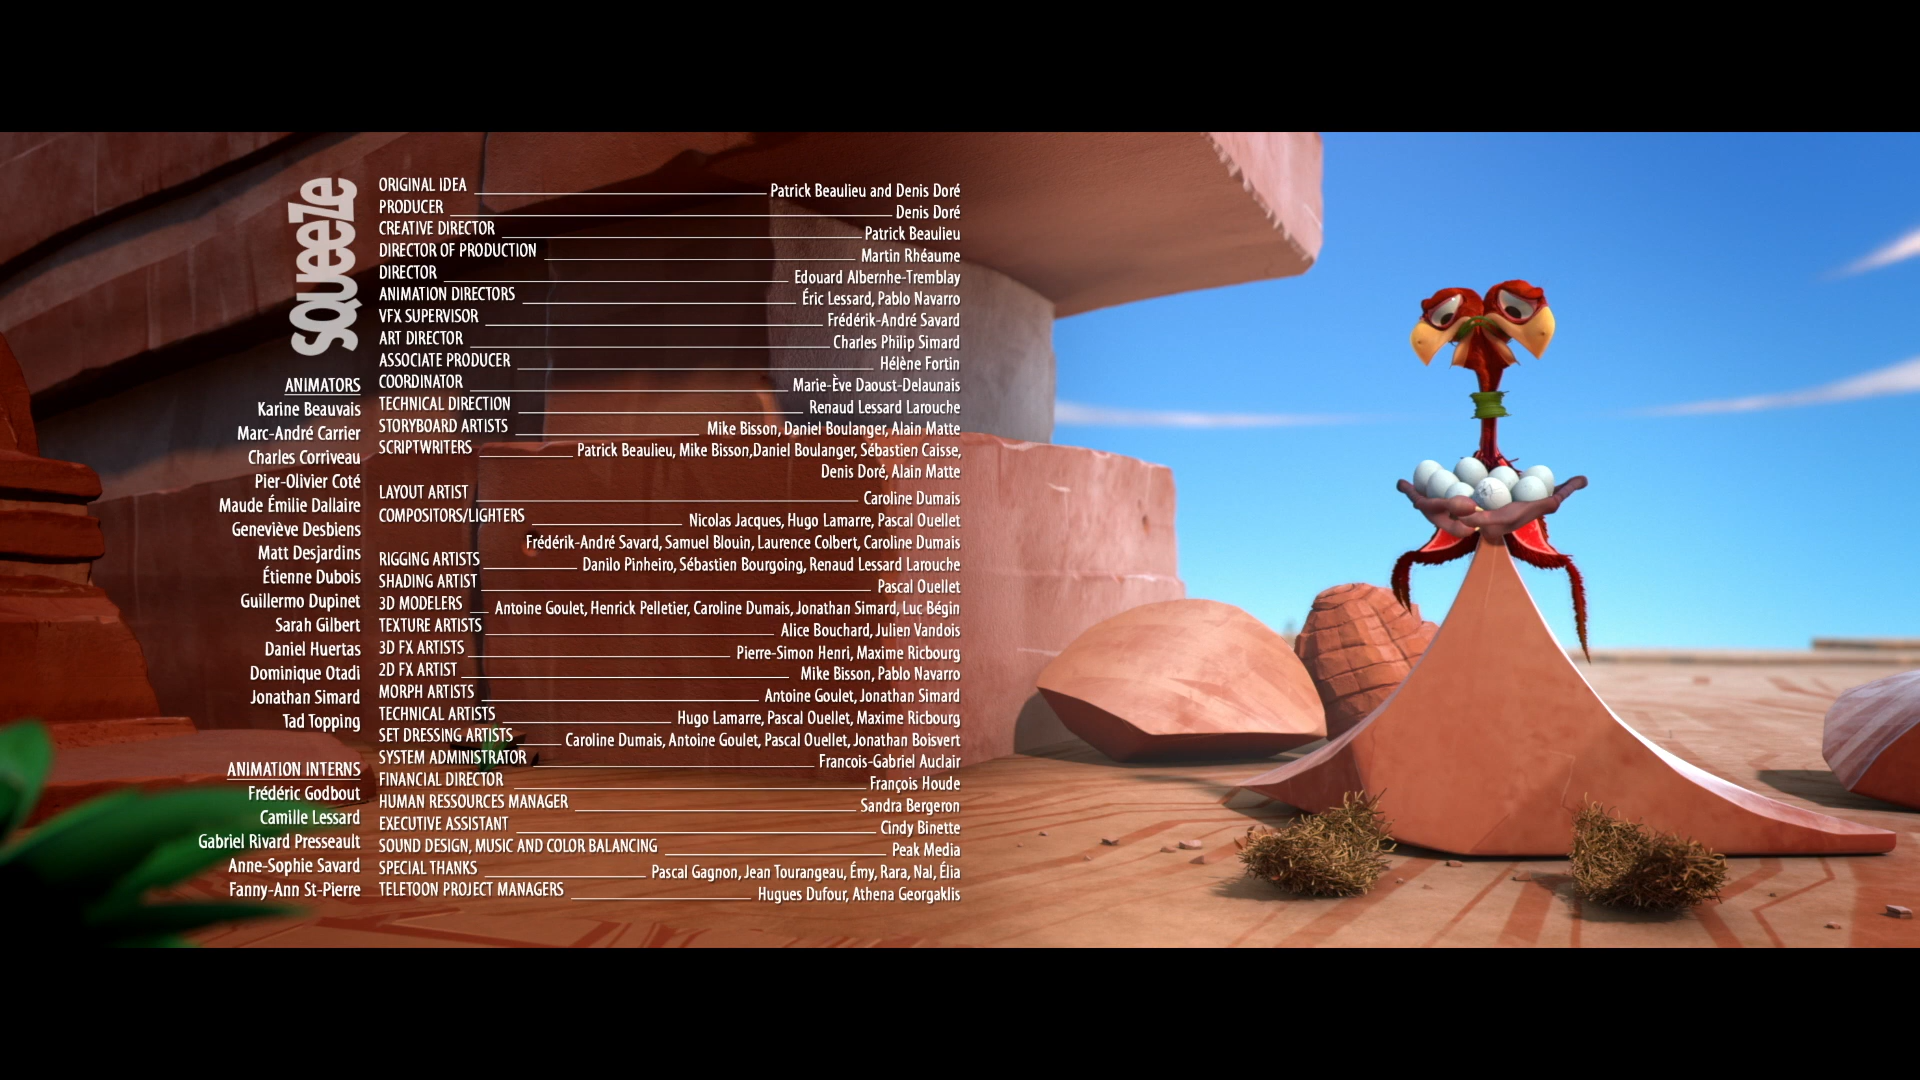 squeeze
ANIMATORS
Karine Beauvais
Marc-André Carrier
Charles Corriveau
Pier-Olivier Coté
Maude Émilie Dallaire
Geneviève Desbiens
Matt Desjardins
Étienne Dubois
Guillermo Dupinet
Sarah Gilbert
Daniel Huertas
Dominique Otadi
Jonathan Simard
Tad Topping
ANIMATION INTERNS
Frédéric Godbout
Camille Lessard
Gabriel Rivard Presseault
Anne-Sophie Savard
Fanny-Ann St-Pierre
ORIGINAL IDEA Patrick Beaulieu and Denis Doré
PRODUCER Denis Doré
CREATIVE DIRECTOR Patrick Beaulieu
DIRECTOR OF PRODUCTION Martin Rhéaume
DIRECTOR Edouard Albernhe-Tremblay
ANIMATION DIRECTORS Éric Lessard, Pablo Navarro
VFX SUPERVISOR Frédérik-André Savard
ART DIRECTOR Charles Philip Simard
ASSOCIATE PRODUCER Hélène Fortin
COORDINATOR Marie-Ève Daoust-Delaunais
TECHNICAL DIRECTION Renaud Lessard Larouche
STORYBOARD ARTISTS Mike Bisson, Daniel Boulanger, Alain Matte
SCRIPTWRITERS Patrick Beaulieu, Mike Bisson,Daniel Boulanger, Sébastien Caisse,
Denis Doré, Alain Matte
LAYOUT ARTIST Caroline Dumais
COMPOSITORS/LIGHTERS Nicolas Jacques, Hugo Lamarre, Pascal Ouellet
Frédérik-André Savard, Samuel Blouin, Laurence Colbert, Caroline Dumais
RIGGING ARTISTS Danilo Pinheiro, Sébastien Bourgoing, Renaud Lessard Larouche
SHADING ARTIST Pascal Ouellet
3D MODELERS Antoine Goulet, Henrick Pelletier, Caroline Dumais, Jonathan Simard, Luc Bégin
TEXTURE ARTISTS Alice Bouchard, Julien Vandois
3D FX ARTISTS Pierre-Simon Henri, Maxime Ricbourg
2D FX ARTIST Mike Bisson, Pablo Navarro
MORPH ARTISTS Antoine Goulet, Jonathan Simard
TECHNICAL ARTISTS Hugo Lamarre, Pascal Ouellet, Maxime Ricbourg
SET DRESSING ARTISTS Caroline Dumais, Antoine Goulet, Pascal Ouellet, Jonathan Boisvert
SYSTEM ADMINISTRATOR Francois-Gabriel Auclair
FINANCIAL DIRECTOR François Houde
HUMAN RESSOURCES MANAGER Sandra Bergeron
EXECUTIVE ASSISTANT Cindy Binette
SOUND DESIGN, MUSIC AND COLOR BALANCING Peak Media
SPECIAL THANKS Pascal Gagnon, Jean Tourangeau, Émy, Rara, Nal, Élia
TELETOON PROJECT MANAGERS Hugues Dufour, Athena Georgaklis